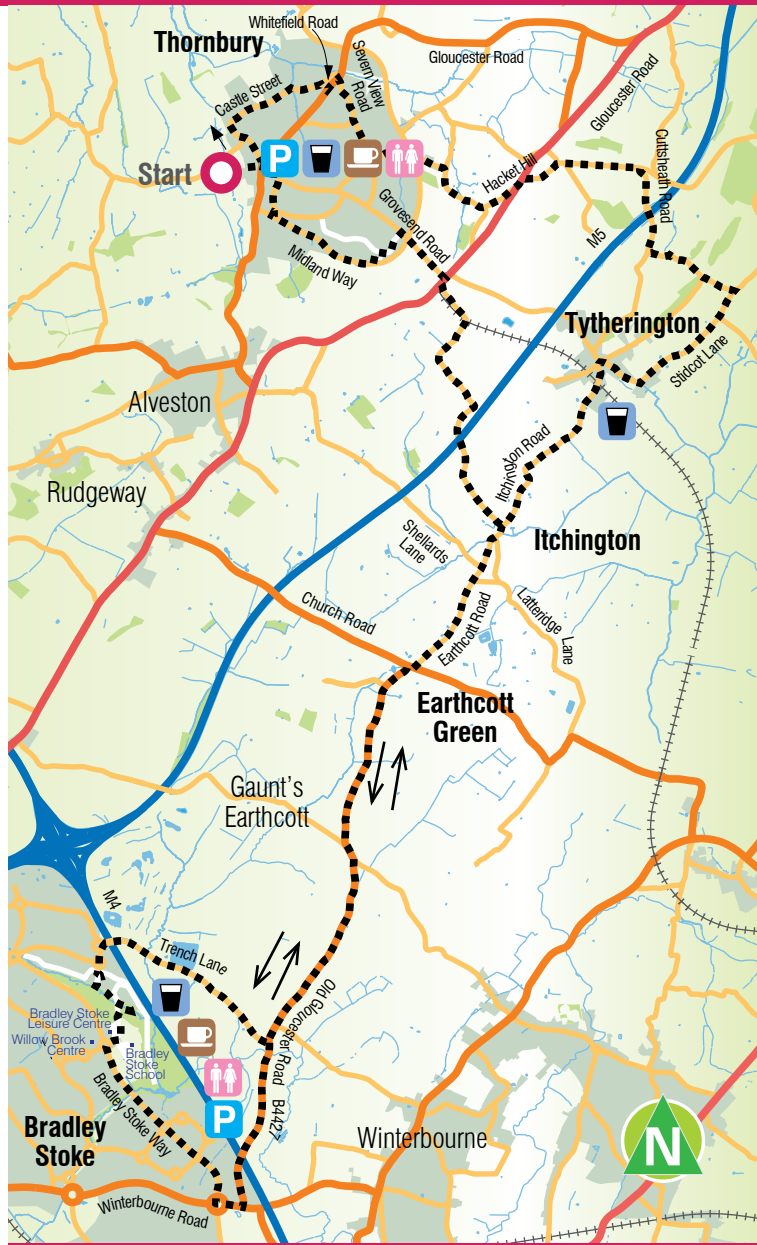 Whitefield Road
Thornbury
Severn View
Road
Gloucester Road
Castle Street
Gloucester Road
P
Start
Hacket Hill
Cuttsheath Road
Grovesend Road
M5
Midland Way
Tytherington
Stidcot Lane
Alveston
Itchington Road
Rudgeway
Shellards
Lane
Itchington
Church Road
Earthcott Road
Latteridge Lane
Earthcott
Green
Gaunt's
Earthcott
M4
Trench Lane
Old Gloucester Road B4427
Bradley Stoke
Leisure Centre
Willow Brook
Centre
Bradley
Stoke
School
Bradley Stoke Way
P
Bradley
Stoke
Winterbourne
N
Winterbourne Road